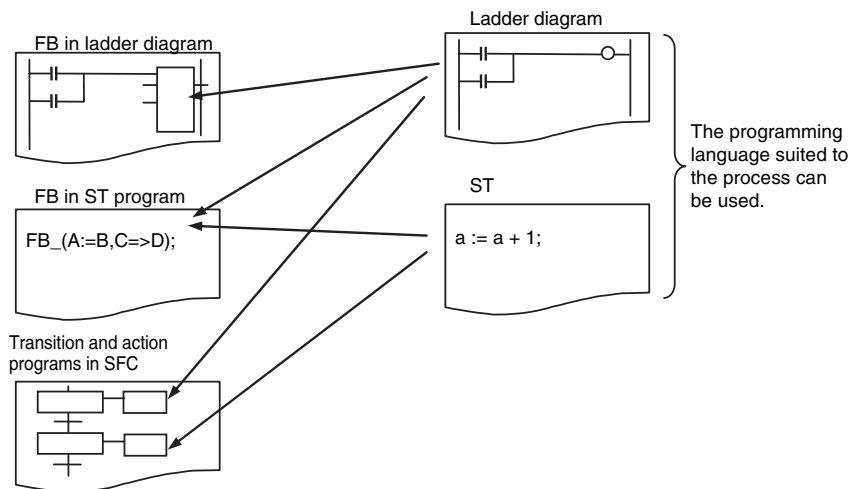 FB in ladder diagram
Ladder diagram
FB in ST program
FB_(A:=B,C=>D);
ST
a := a + 1;
The programming
language suited to
the process can
be used.
Transition and action
programs in SFC